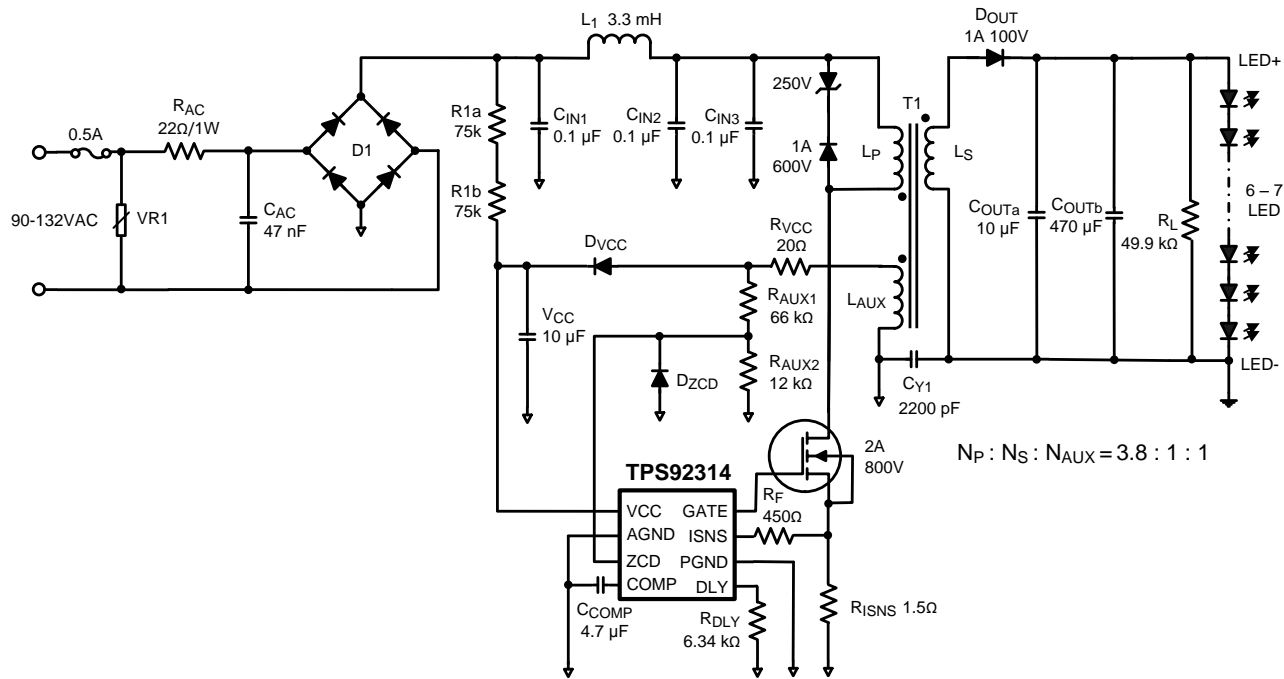 L1 3.3 mH
DOUT
1A 100V
LED+
RAC
22Ω/1W
0.5A
D1
R1a
75k
CIN1
0.1 µF
CIN2
0.1 µF
CIN3
0.1 µF
250V
1A
600V
T1
LP
LS
R1b
75k
90-132VAC
VR1
CAC
47 nF
COUTa
10 µF
COUTb
470 µF
RL
49.9 kΩ
6 – 7
LED
DVCC
RVCC
20Ω
LAUX
RAUX1
66 kΩ
VCC
10 µF
DZCD
RAUX2
12 kΩ
CY1
2200 pF
LED-
2A
800V
NP : NS : NAUX = 3.8 : 1 : 1
TPS92314
VCC
GATE
RF
450Ω
AGND
ISNS
ZCD
PGND
COMP
DLY
CCOMP
4.7 µF
RDLY
6.34 kΩ
RISNS 1.5Ω